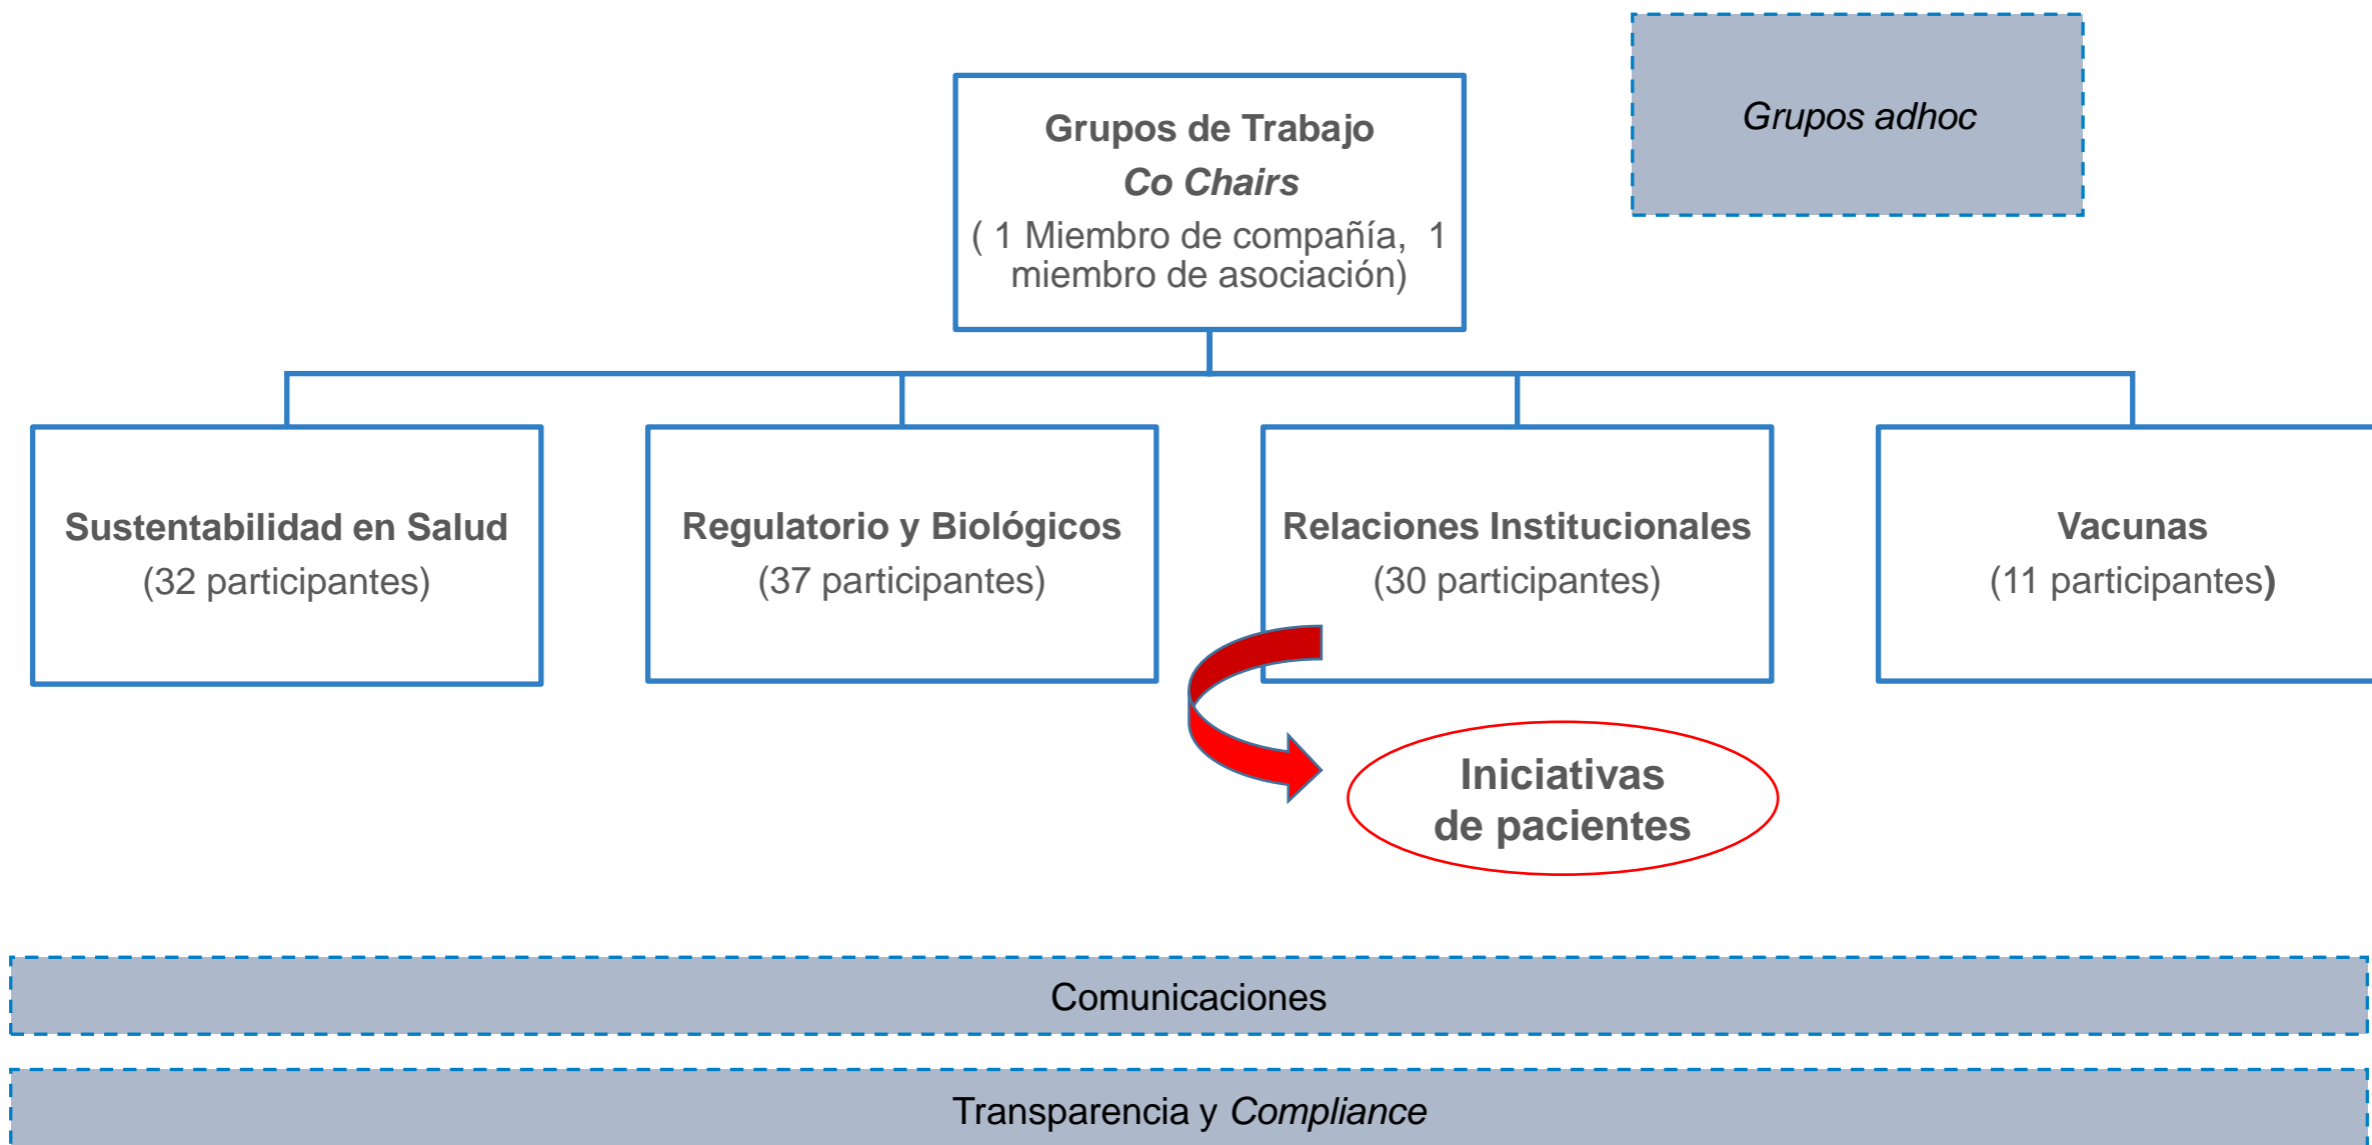 Grupos adhoc
Grupos de Trabajo
Co Chairs
( 1 Miembro de compañía, 1
miembro de asociación)
Sustentabilidad en Salud
(32 participantes)
Regulatorio y Biológicos
(37 participantes)
Relaciones Institucionales
(30 participantes)
Vacunas
(11 participantes)
Iniciativas
de pacientes
Comunicaciones
Transparencia y Compliance